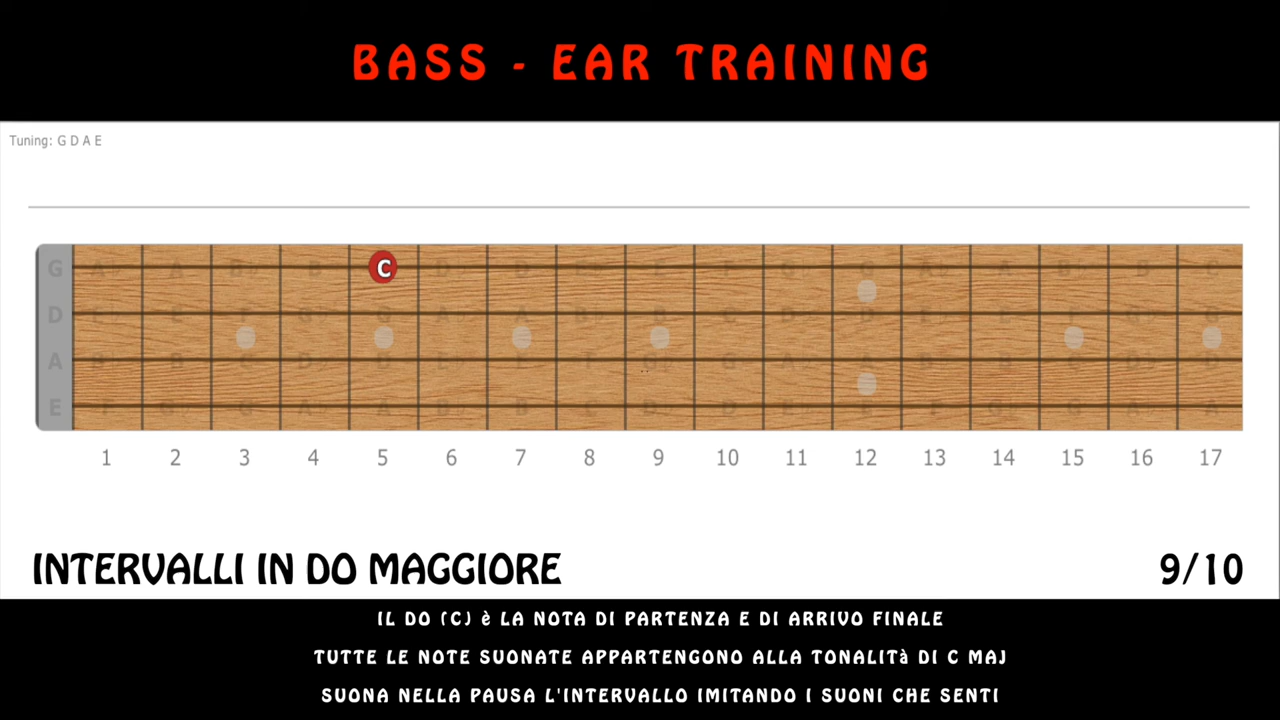 BASS - EAR TRAINING
Tuning: G D A E
C
G
D
A
E
1 2 3 4 5 6 7 8 9 10 11 12 13 14 15 16 17
INTERVALLI IN DO MAGGIORE
9/10
IL DO (C) è LA NOTA DI PARTENZA E DI ARRIVO FINALE
TUTTE LE NOTE SUONATE APPARTENGONO ALLA TONALITà DI C MAJ
SUONA NELLA PAUSA L'INTERVALLO IMITANDO I SUONI CHE SENTI